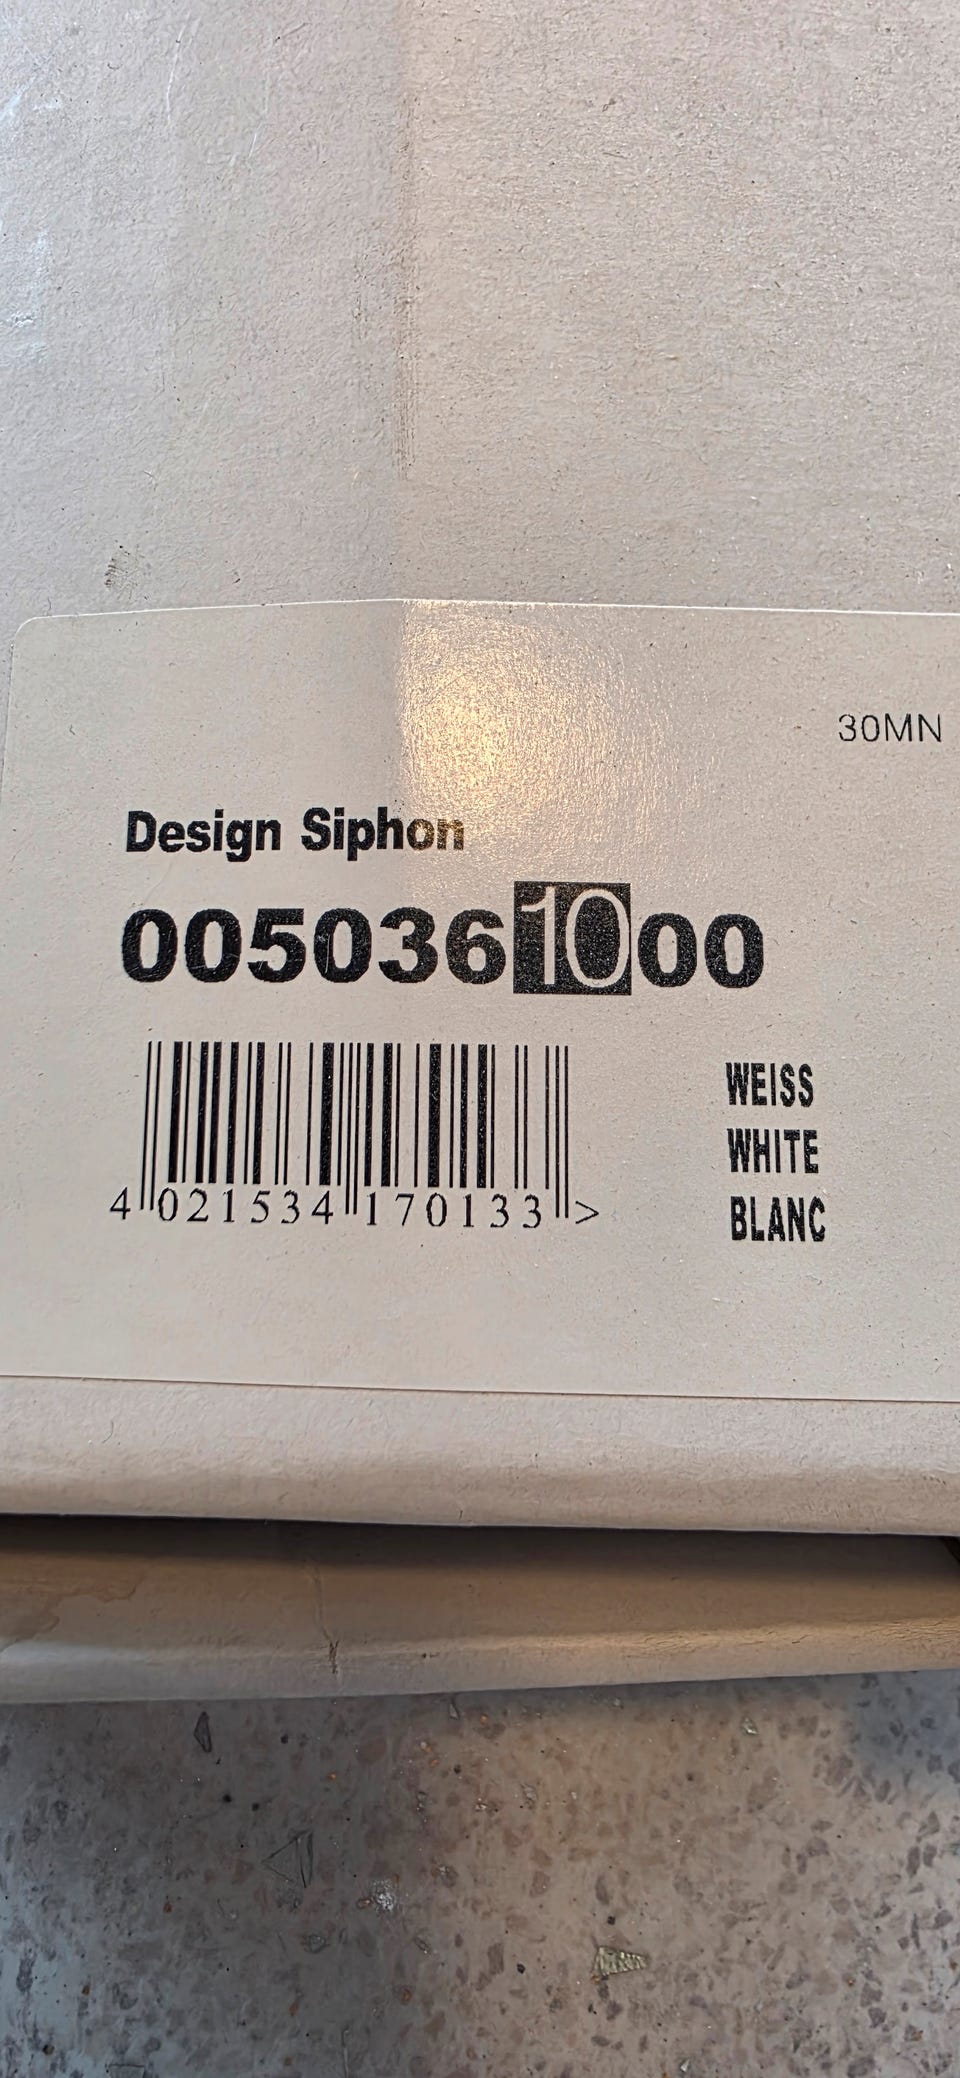 30MN
Design Siphon
0050361000
4 021534 170133 >
WEISS
WHITE
BLANC